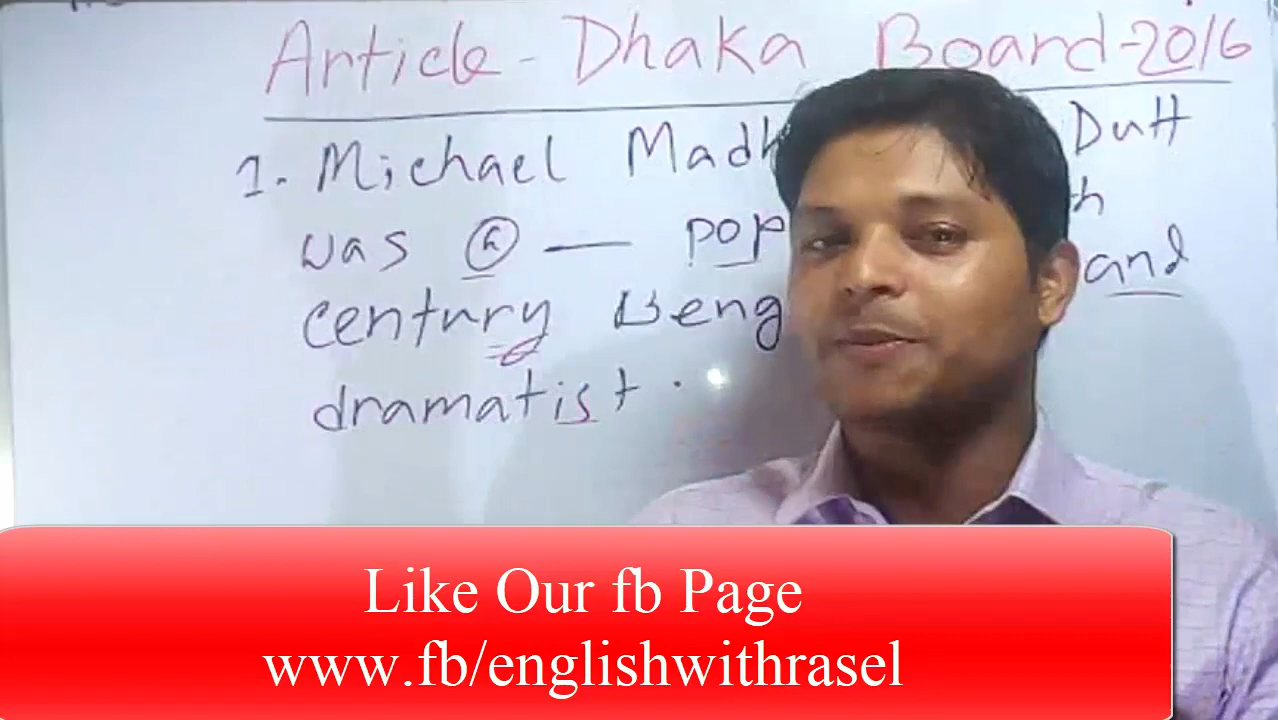 Article - Dhaka Board-2016
1. Michael Madh Dutt
was (a) — pop th
century Beng and
dramatist.
Like Our fb Page
www.fb/englishwithrasel